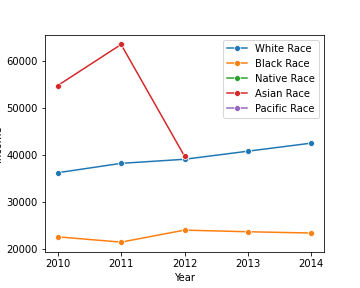 White Race
Black Race
Native Race
Asian Race
Pacific Race
60000
50000
40000
30000
20000
2010
2011
2012
2013
2014
Year